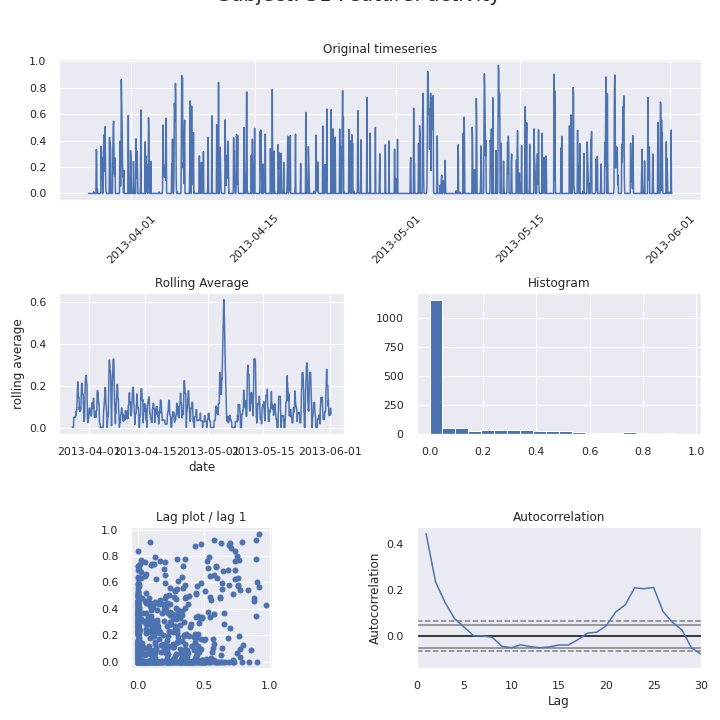 Original timeseries
1.0
0.8
0.6
0.4
0.2
0.0
2013-04-01
2013-04-15
2013-05-01
2013-05-15
2013-06-01
Rolling Average
rolling average
0.6
0.4
0.2
0.0
2013-04-01
2013-04-15
2013-05-01
2013-05-15
2013-06-01
date
Histogram
1000
750
500
250
0
0.0 0.2 0.4 0.6 0.8 1.0
Lag plot / lag 1
1.0
0.8
0.6
0.4
0.2
0.0
0.0 0.5 1.0
Autocorrelation
Autocorrelation
0.4
0.2
0.0
0 5 10 15 20 25 30
Lag